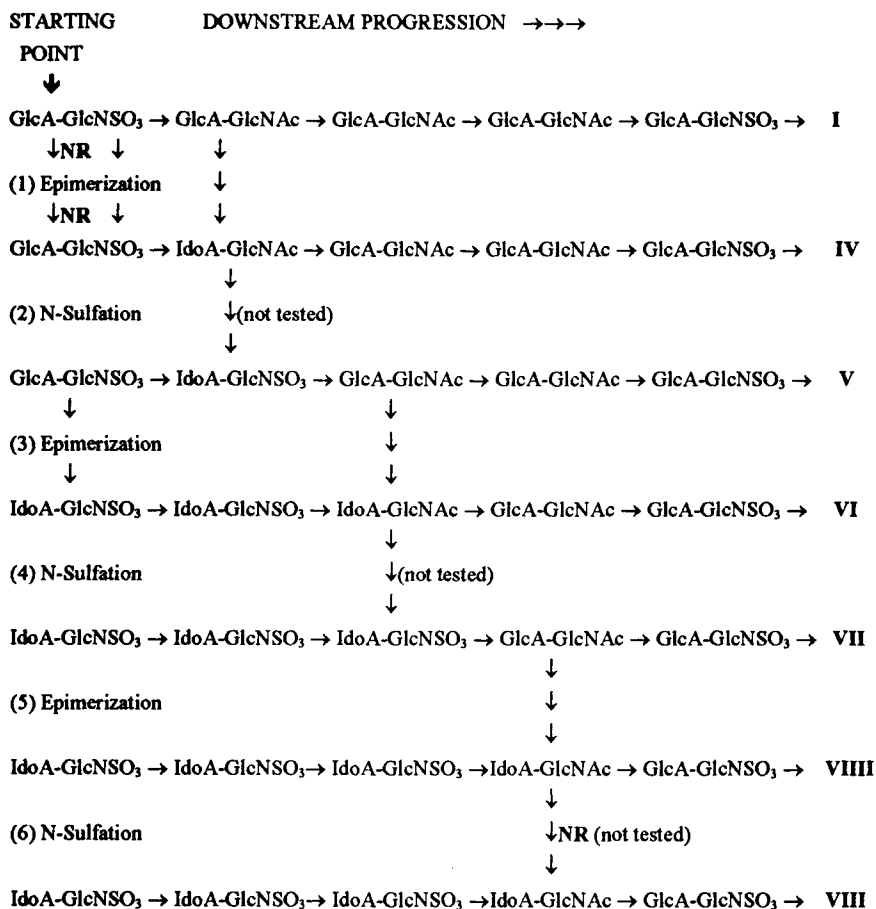 STARTING DOWNSTREAM PROGRESSION →→→
POINT
↓
GlcA-GlcNSO₃ → GlcA-GlcNAc → GlcA-GlcNAc → GlcA-GlcNAc → GlcA-GlcNSO₃ → I
↓NR ↓ ↓
(1) Epimerization ↓
↓NR ↓ ↓
GlcA-GlcNSO₃ → IdoA-GlcNAc → GlcA-GlcNAc → GlcA-GlcNAc → GlcA-GlcNSO₃ → IV
↓
(2) N-Sulfation ↓(not tested)
↓
GlcA-GlcNSO₃ → IdoA-GlcNSO₃ → GlcA-GlcNAc → GlcA-GlcNAc → GlcA-GlcNSO₃ → V
↓ ↓
(3) Epimerization ↓
↓ ↓
IdoA-GlcNSO₃ → IdoA-GlcNSO₃ → IdoA-GlcNAc → GlcA-GlcNAc → GlcA-GlcNSO₃ → VI
↓
(4) N-Sulfation ↓(not tested)
↓
IdoA-GlcNSO₃ → IdoA-GlcNSO₃ → IdoA-GlcNSO₃ → GlcA-GlcNAc → GlcA-GlcNSO₃ → VII
↓
(5) Epimerization ↓
↓
IdoA-GlcNSO₃ → IdoA-GlcNSO₃→ IdoA-GlcNSO₃ →IdoA-GlcNAc → GlcA-GlcNSO₃ → VIIII
↓
(6) N-Sulfation ↓NR (not tested)
↓
IdoA-GlcNSO₃ → IdoA-GlcNSO₃→ IdoA-GlcNSO₃ →IdoA-GlcNAc → GlcA-GlcNSO₃ → VIII